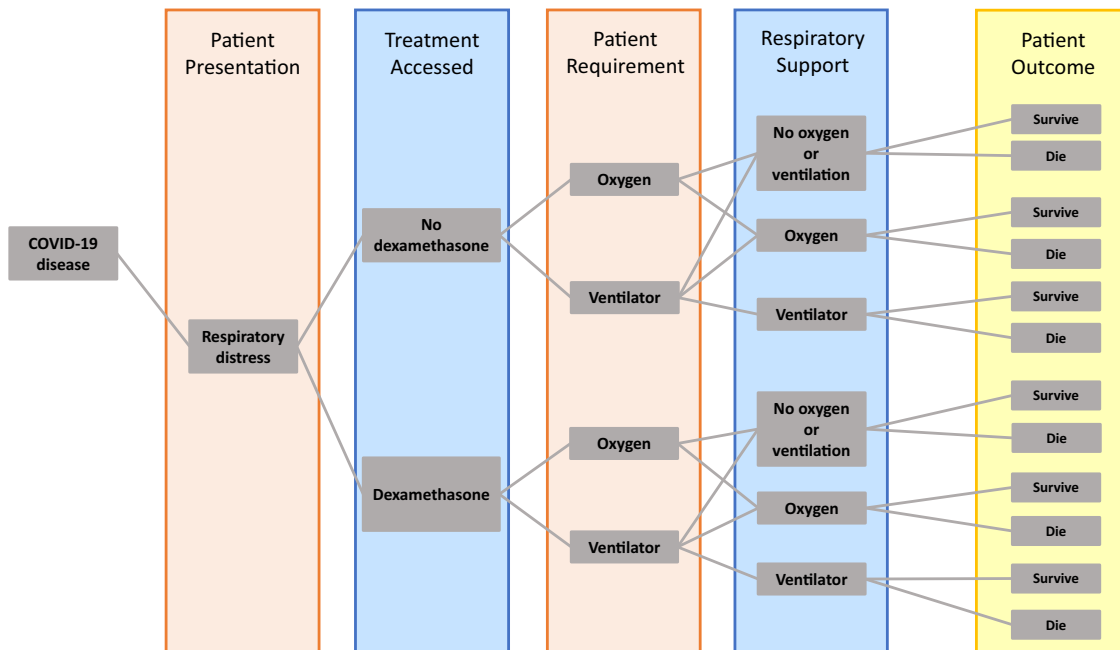 Patient
Presentation
Treatment
Accessed
Patient
Requirement
Respiratory
Support
Patient
Outcome
COVID-19
disease
Respiratory
distress
No
dexamethasone
Dexamethasone
Oxygen
Ventilator
Oxygen
Ventilator
No oxygen
or
ventilation
Oxygen
Ventilator
No oxygen
or
ventilation
Oxygen
Ventilator
Survive
Die
Survive
Die
Survive
Die
Survive
Die
Survive
Die
Survive
Die